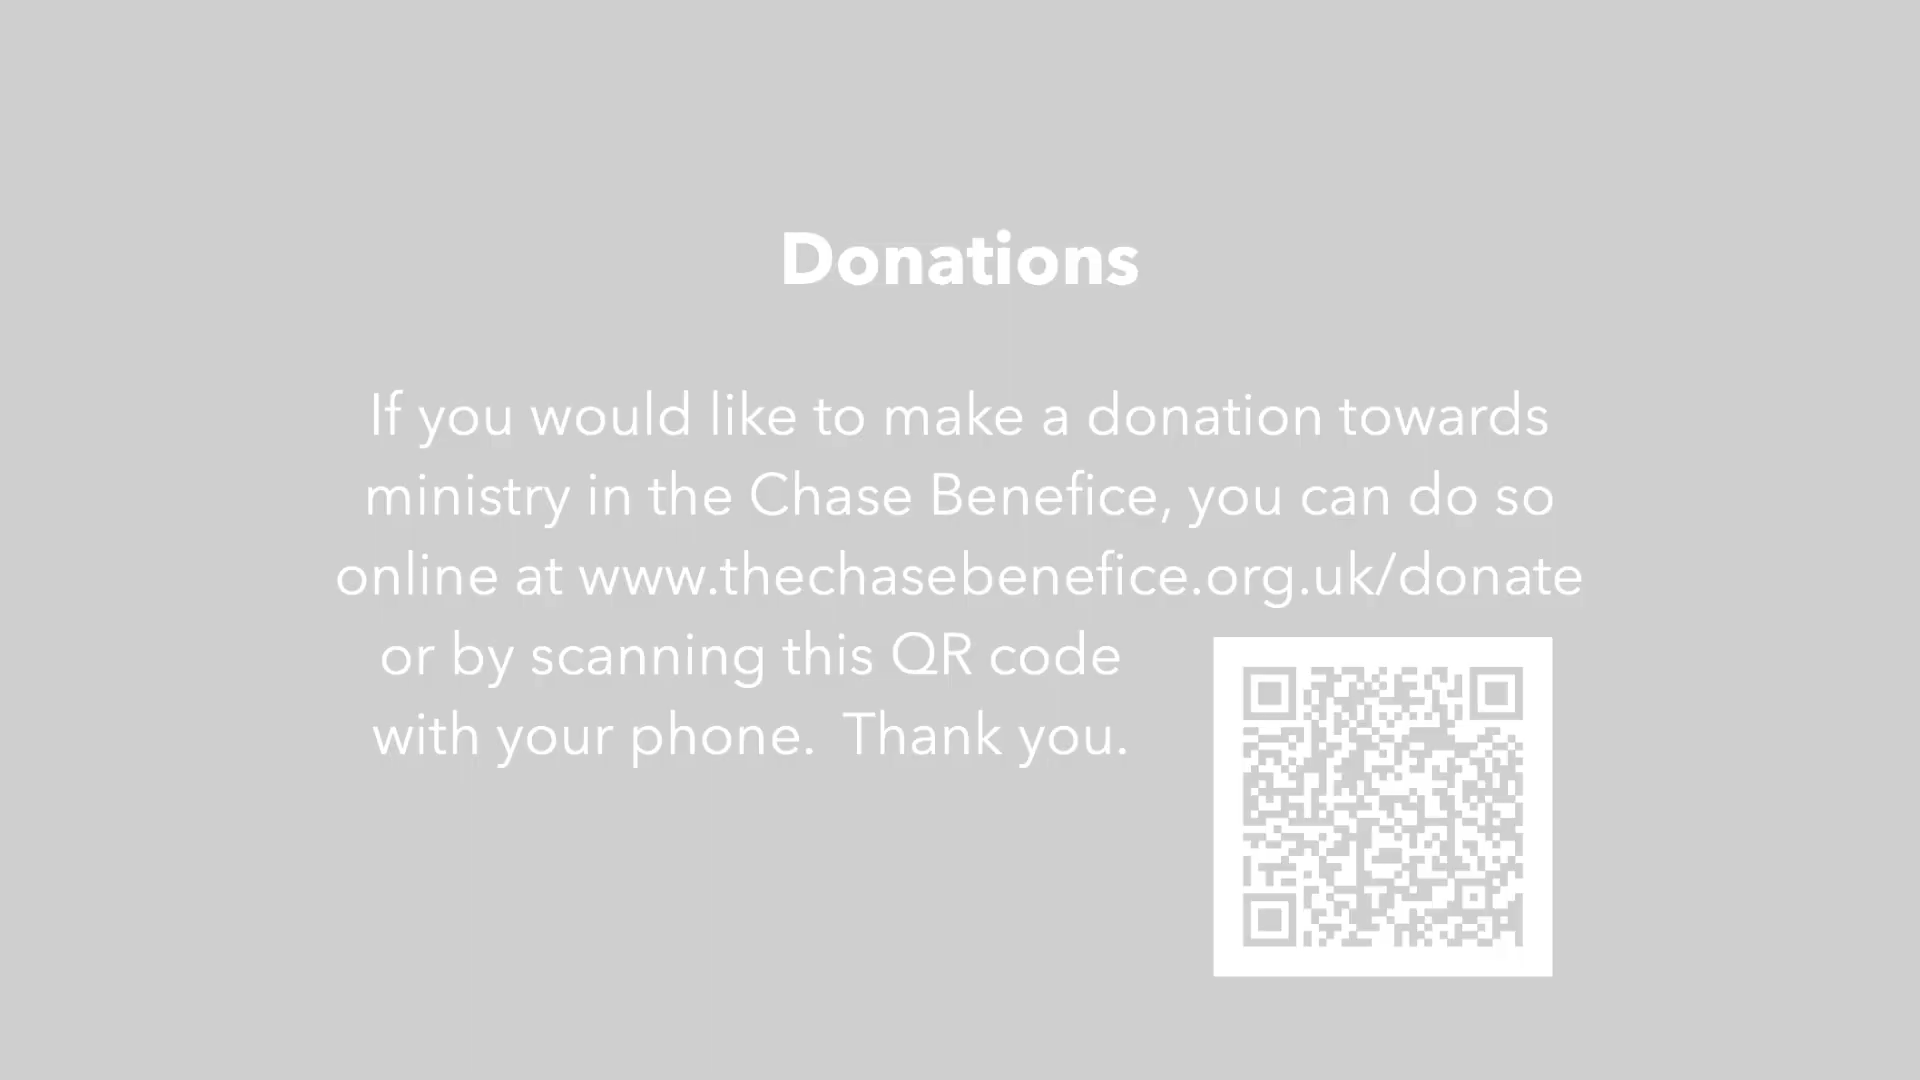 Donations
If you would like to make a donation towards
ministry in the Chase Benefice, you can do so
online at www.thechasebenefice.org.uk/donate
or by scanning this QR code
with your phone.  Thank you.